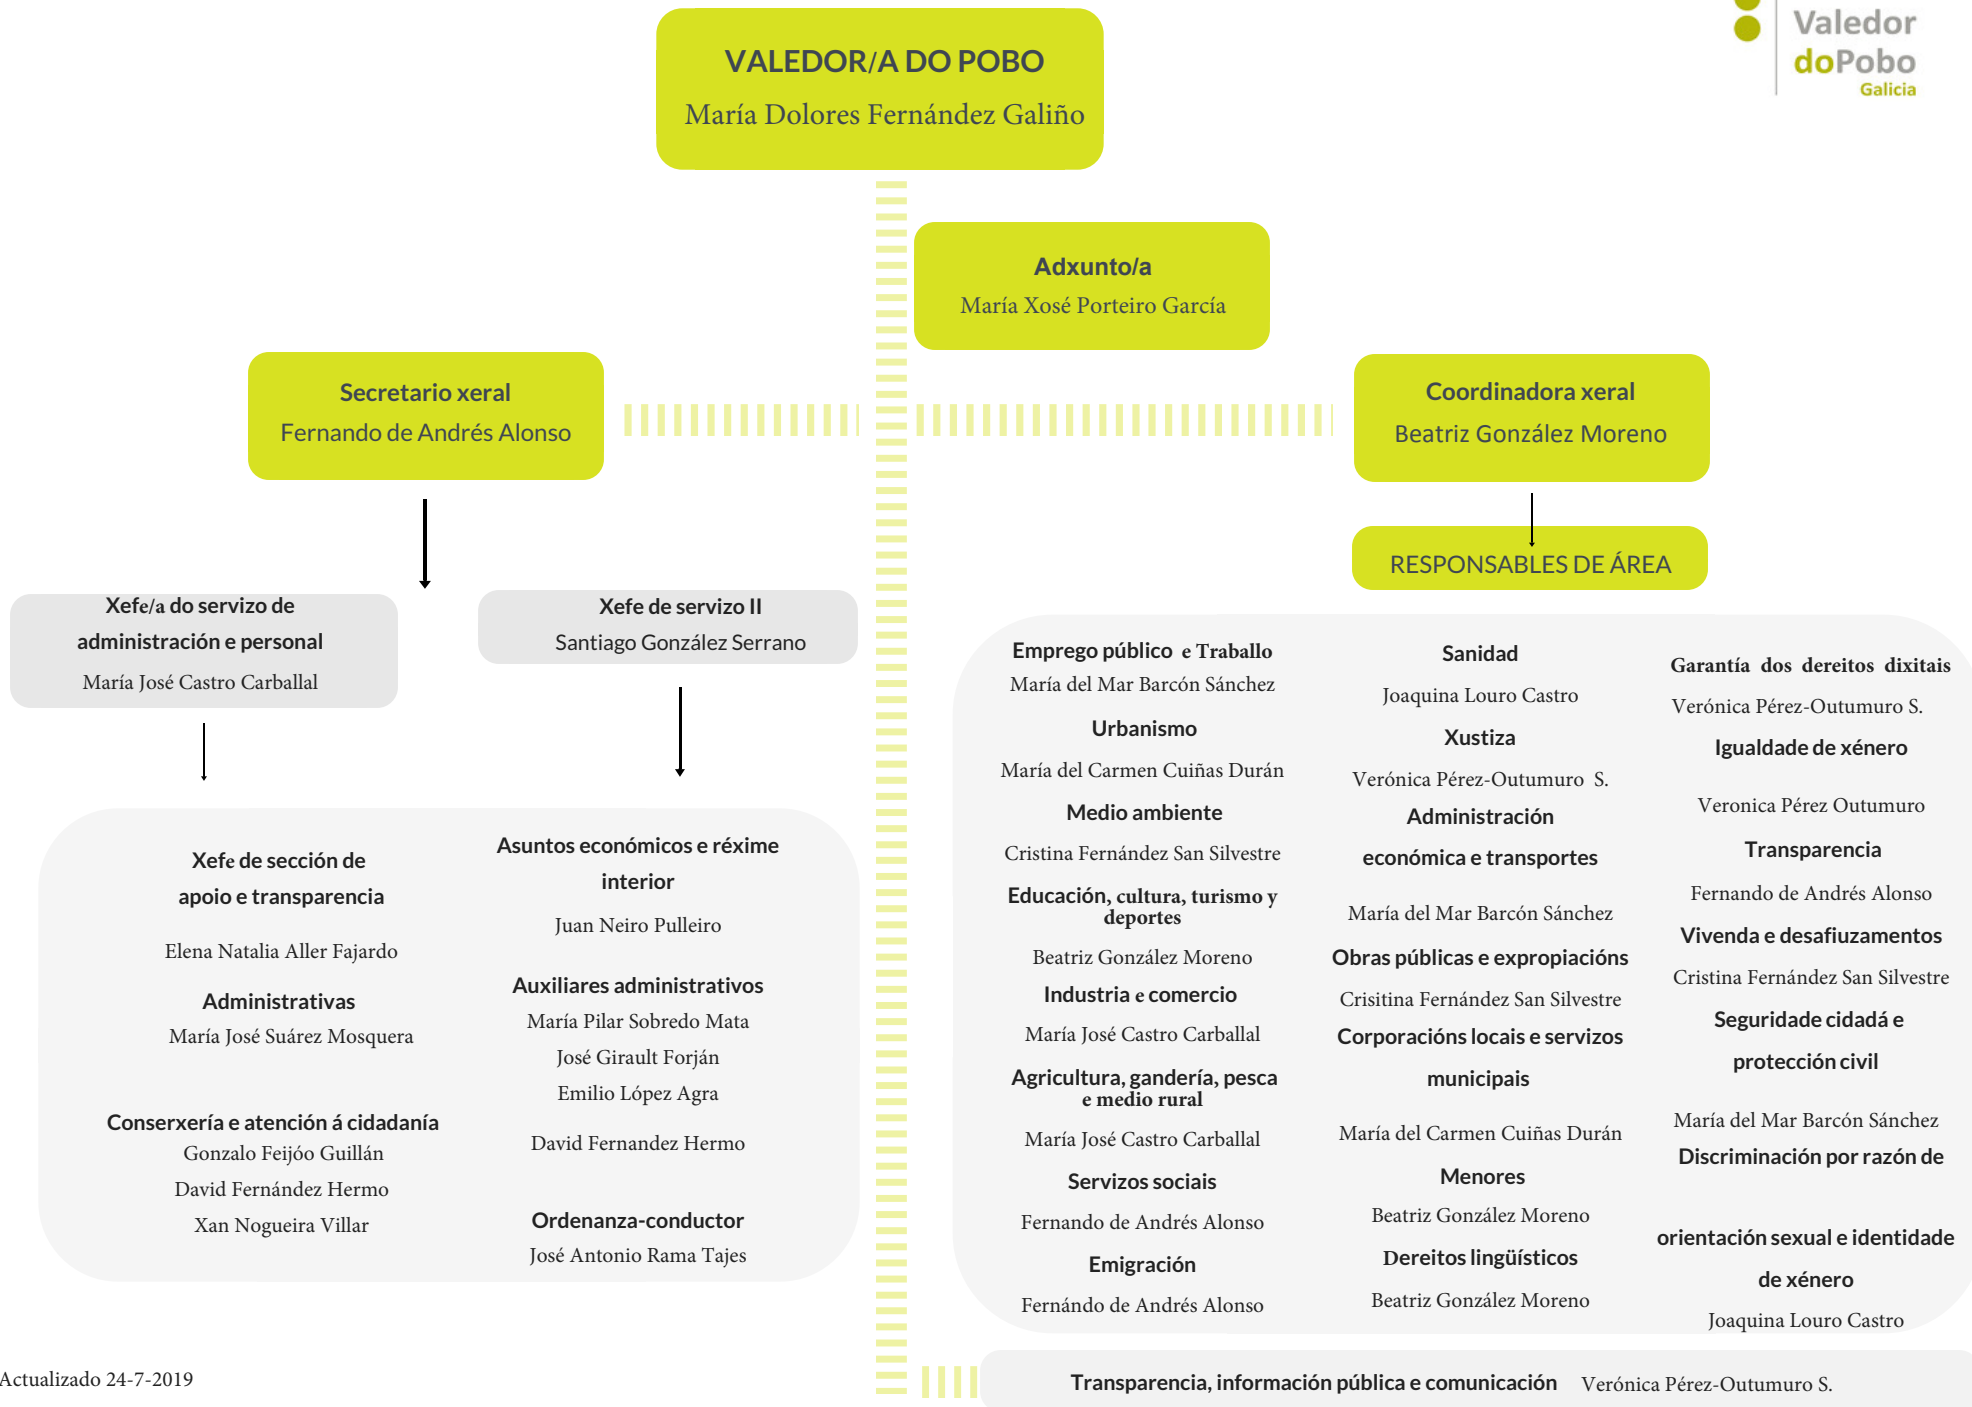 Valedor
doPobo
Galicia
VALEDOR/A DO POBO
María Dolores Fernández Galiño
Adxunto/a
María Xosé Porteiro García
Secretario xeral
Fernando de Andrés Alonso
Coordinadora xeral
Beatriz González Moreno
RESPONSABLES DE ÁREA
Xefe/a do servizo de
administración e personal
María José Castro Carballal
Xefe de servizo II
Santiago González Serrano
Xefe de sección de
apoio e transparencia
Elena Natalia Aller Fajardo
Administrativas
María José Suárez Mosquera
Conserxería e atención á cidadanía
Gonzalo Feijóo Guillán
David Fernández Hermo
Xan Nogueira Villar
Asuntos económicos e réxime
interior
Juan Neiro Pulleiro
Auxiliares administrativos
María Pilar Sobredo Mata
José Girault Forján
Emilio López Agra
David Fernandez Hermo
Ordenanza-conductor
José Antonio Rama Tajes
Emprego público e Traballo
María del Mar Barcón Sánchez
Urbanismo
María del Carmen Cuiñas Durán
Medio ambiente
Cristina Fernández San Silvestre
Educación, cultura, turismo y
deportes
Beatriz González Moreno
Industria e comercio
María José Castro Carballal
Agricultura, gandería, pesca
e medio rural
María José Castro Carballal
Servizos sociais
Fernando de Andrés Alonso
Emigración
Fernándo de Andrés Alonso
Sanidad
Joaquina Louro Castro
Xustiza
Verónica Pérez-Outumuro S.
Administración
económica e transportes
María del Mar Barcón Sánchez
Obras públicas e expropiacións
Crisitina Fernández San Silvestre
Corporacións locais e servizos
municipais
María del Carmen Cuiñas Durán
Menores
Beatriz González Moreno
Dereitos lingüísticos
Beatriz González Moreno
Garantía dos dereitos dixitais
Verónica Pérez-Outumuro S.
Igualdade de xénero
Veronica Pérez Outumuro
Transparencia
Fernando de Andrés Alonso
Vivenda e desafiuzamentos
Cristina Fernández San Silvestre
Seguridade cidadá e
protección civil
María del Mar Barcón Sánchez
Discriminación por razón de
orientación sexual e identidade
de xénero
Joaquina Louro Castro
Transparencia, información pública e comunicación Verónica Pérez-Outumuro S.
Actualizado 24-7-2019